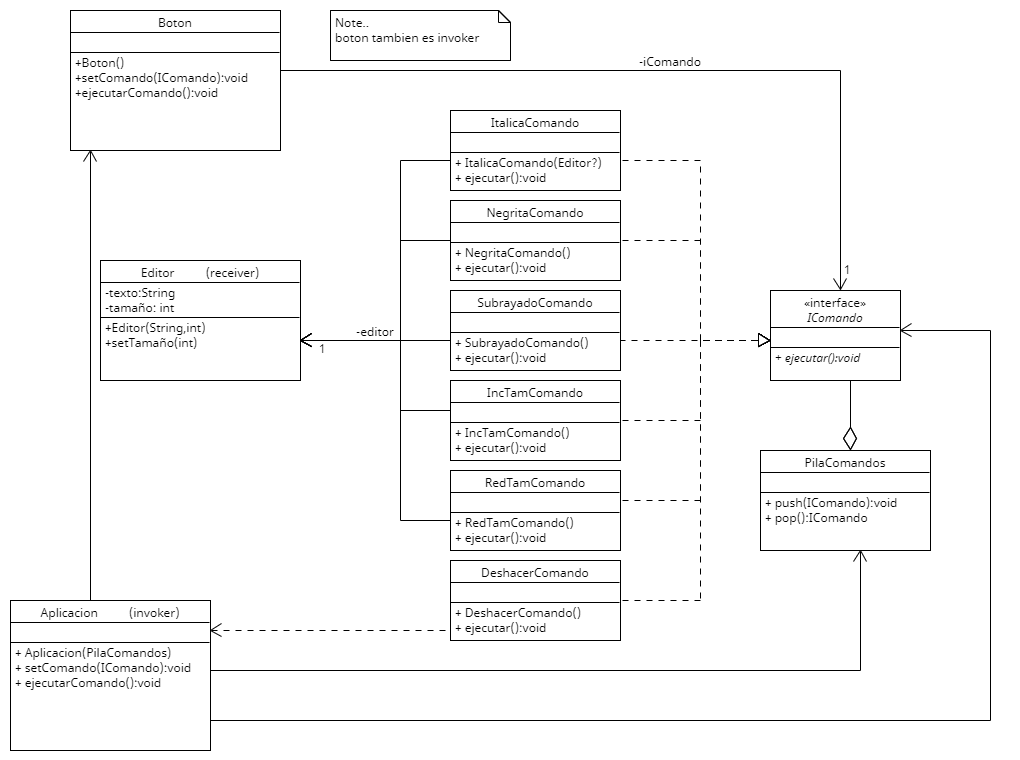 Boton
+Boton()
+setComando(IComando):void
+ejecutarComando():void
Note..
boton tambien es invoker
-iComando
1
ItalicaComando
+ ItalicaComando(Editor?)
+ ejecutar():void
NegritaComando
+ NegritaComando()
+ ejecutar():void
SubrayadoComando
+ SubrayadoComando()
+ ejecutar():void
IncTamComando
+ IncTamComando()
+ ejecutar():void
RedTamComando
+ RedTamComando()
+ ejecutar():void
DeshacerComando
+ DeshacerComando()
+ ejecutar():void
Editor (receiver)
-texto:String
-tamaño: int
+Editor(String,int)
+setTamaño(int)
-editor
1
«interface»
IComando
+ ejecutar():void
PilaComandos
+ push(IComando):void
+ pop():IComando
Aplicacion (invoker)
+ Aplicacion(PilaComandos)
+ setComando(IComando):void
+ ejecutarComando():void